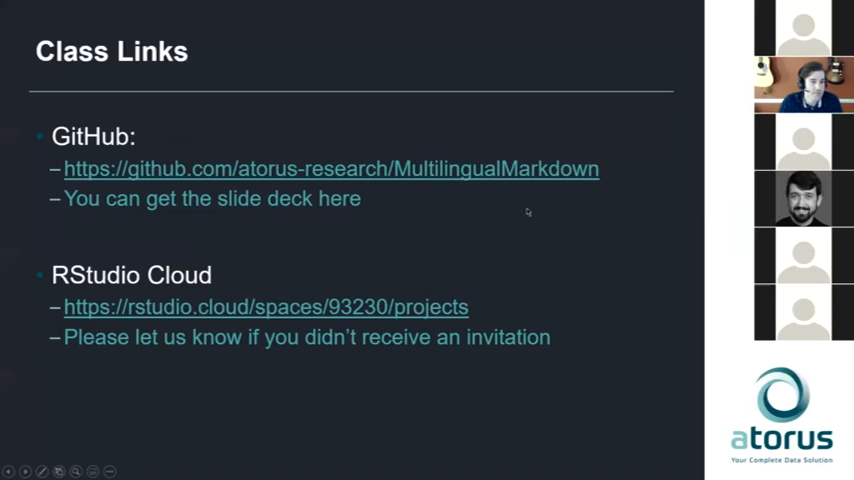 Class Links
GitHub:
https://github.com/atorus-research/MultilingualMarkdown
You can get the slide deck here
RStudio Cloud
https://rstudio.cloud/spaces/93230/projects
Please let us know if you didn't receive an invitation
atorus
Your Complete Data Solution